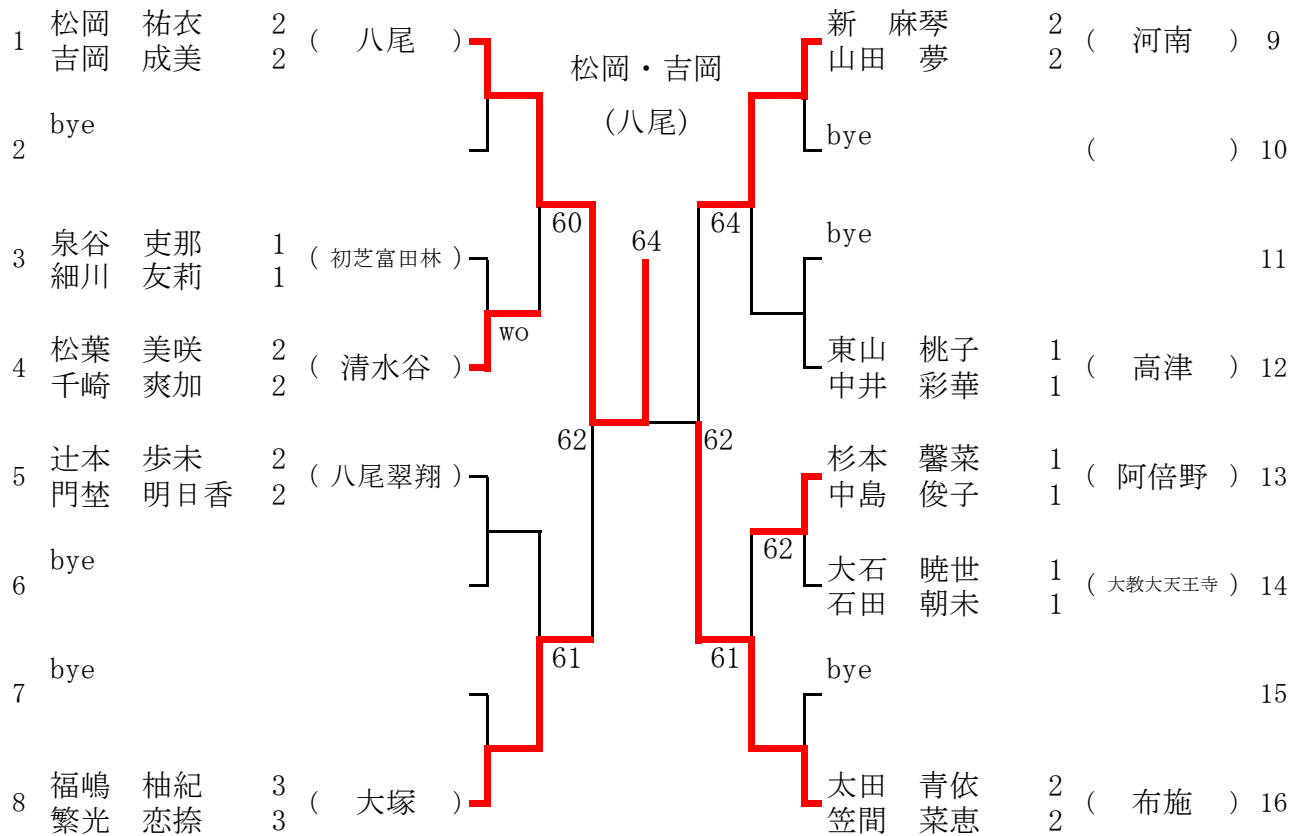 1 松岡 祐衣 2 ( 八尾 )
吉岡 成美 2
2 bye
3 泉谷 吏那 1 ( 初芝富田林 )
細川 友莉 1
4 松葉 美咲 2 ( 清水谷 )
千崎 爽加 2
5 辻本 歩未 2 ( 八尾翠翔 )
門埜 明日香 2
6 bye
7 bye
8 福嶋 柚紀 3 ( 大塚 )
繁光 恋捺 3
60
wo
62
61
松岡・吉岡
(八尾)
64
64
62
62
61
新 麻琴 2 ( 河南 ) 9
山田 夢 2
bye ( ) 10
bye 11
東山 桃子 1 ( 高津 ) 12
中井 彩華 1
杉本 馨菜 1 ( 阿倍野 ) 13
中島 俊子 1
大石 暁世 1 ( 大教大天王寺 ) 14
石田 朝未 1
bye 15
太田 青依 2 ( 布施 ) 16
笠間 菜恵 2